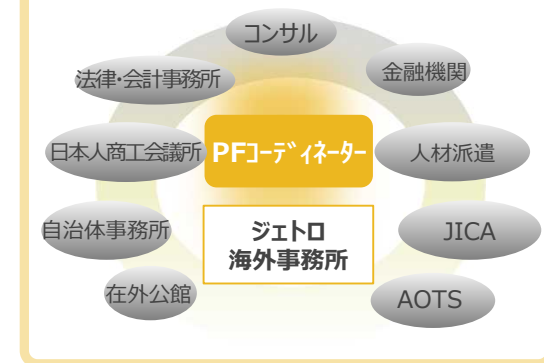 コンサル
法律・会計事務所
金融機関
日本人商工会議所
PFｺｰﾃﾞｨﾈｰﾀｰ
人材派遣
自治体事務所
ジェトロ
海外事務所
JICA
在外公館
AOTS